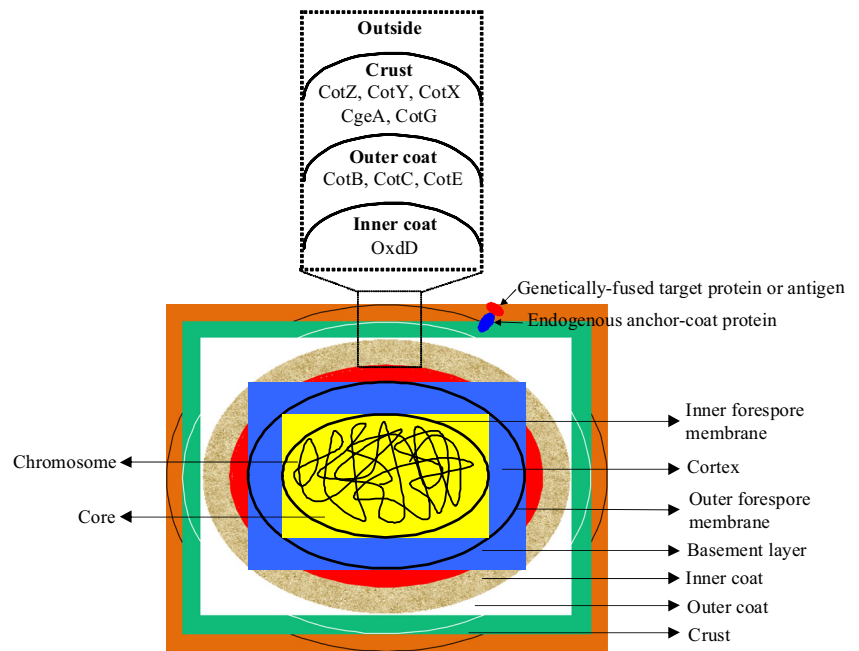 Outside
Crust
CotZ, CotY, CotX
CgeA, CotG
Outer coat
CotB, CotC, CotE
Inner coat
OxdD
Genetically-fused target protein or antigen
Endogenous anchor-coat protein
Inner forespore
membrane
Chromosome
Cortex
Core
Outer forespore
membrane
Basement layer
Inner coat
Outer coat
Crust